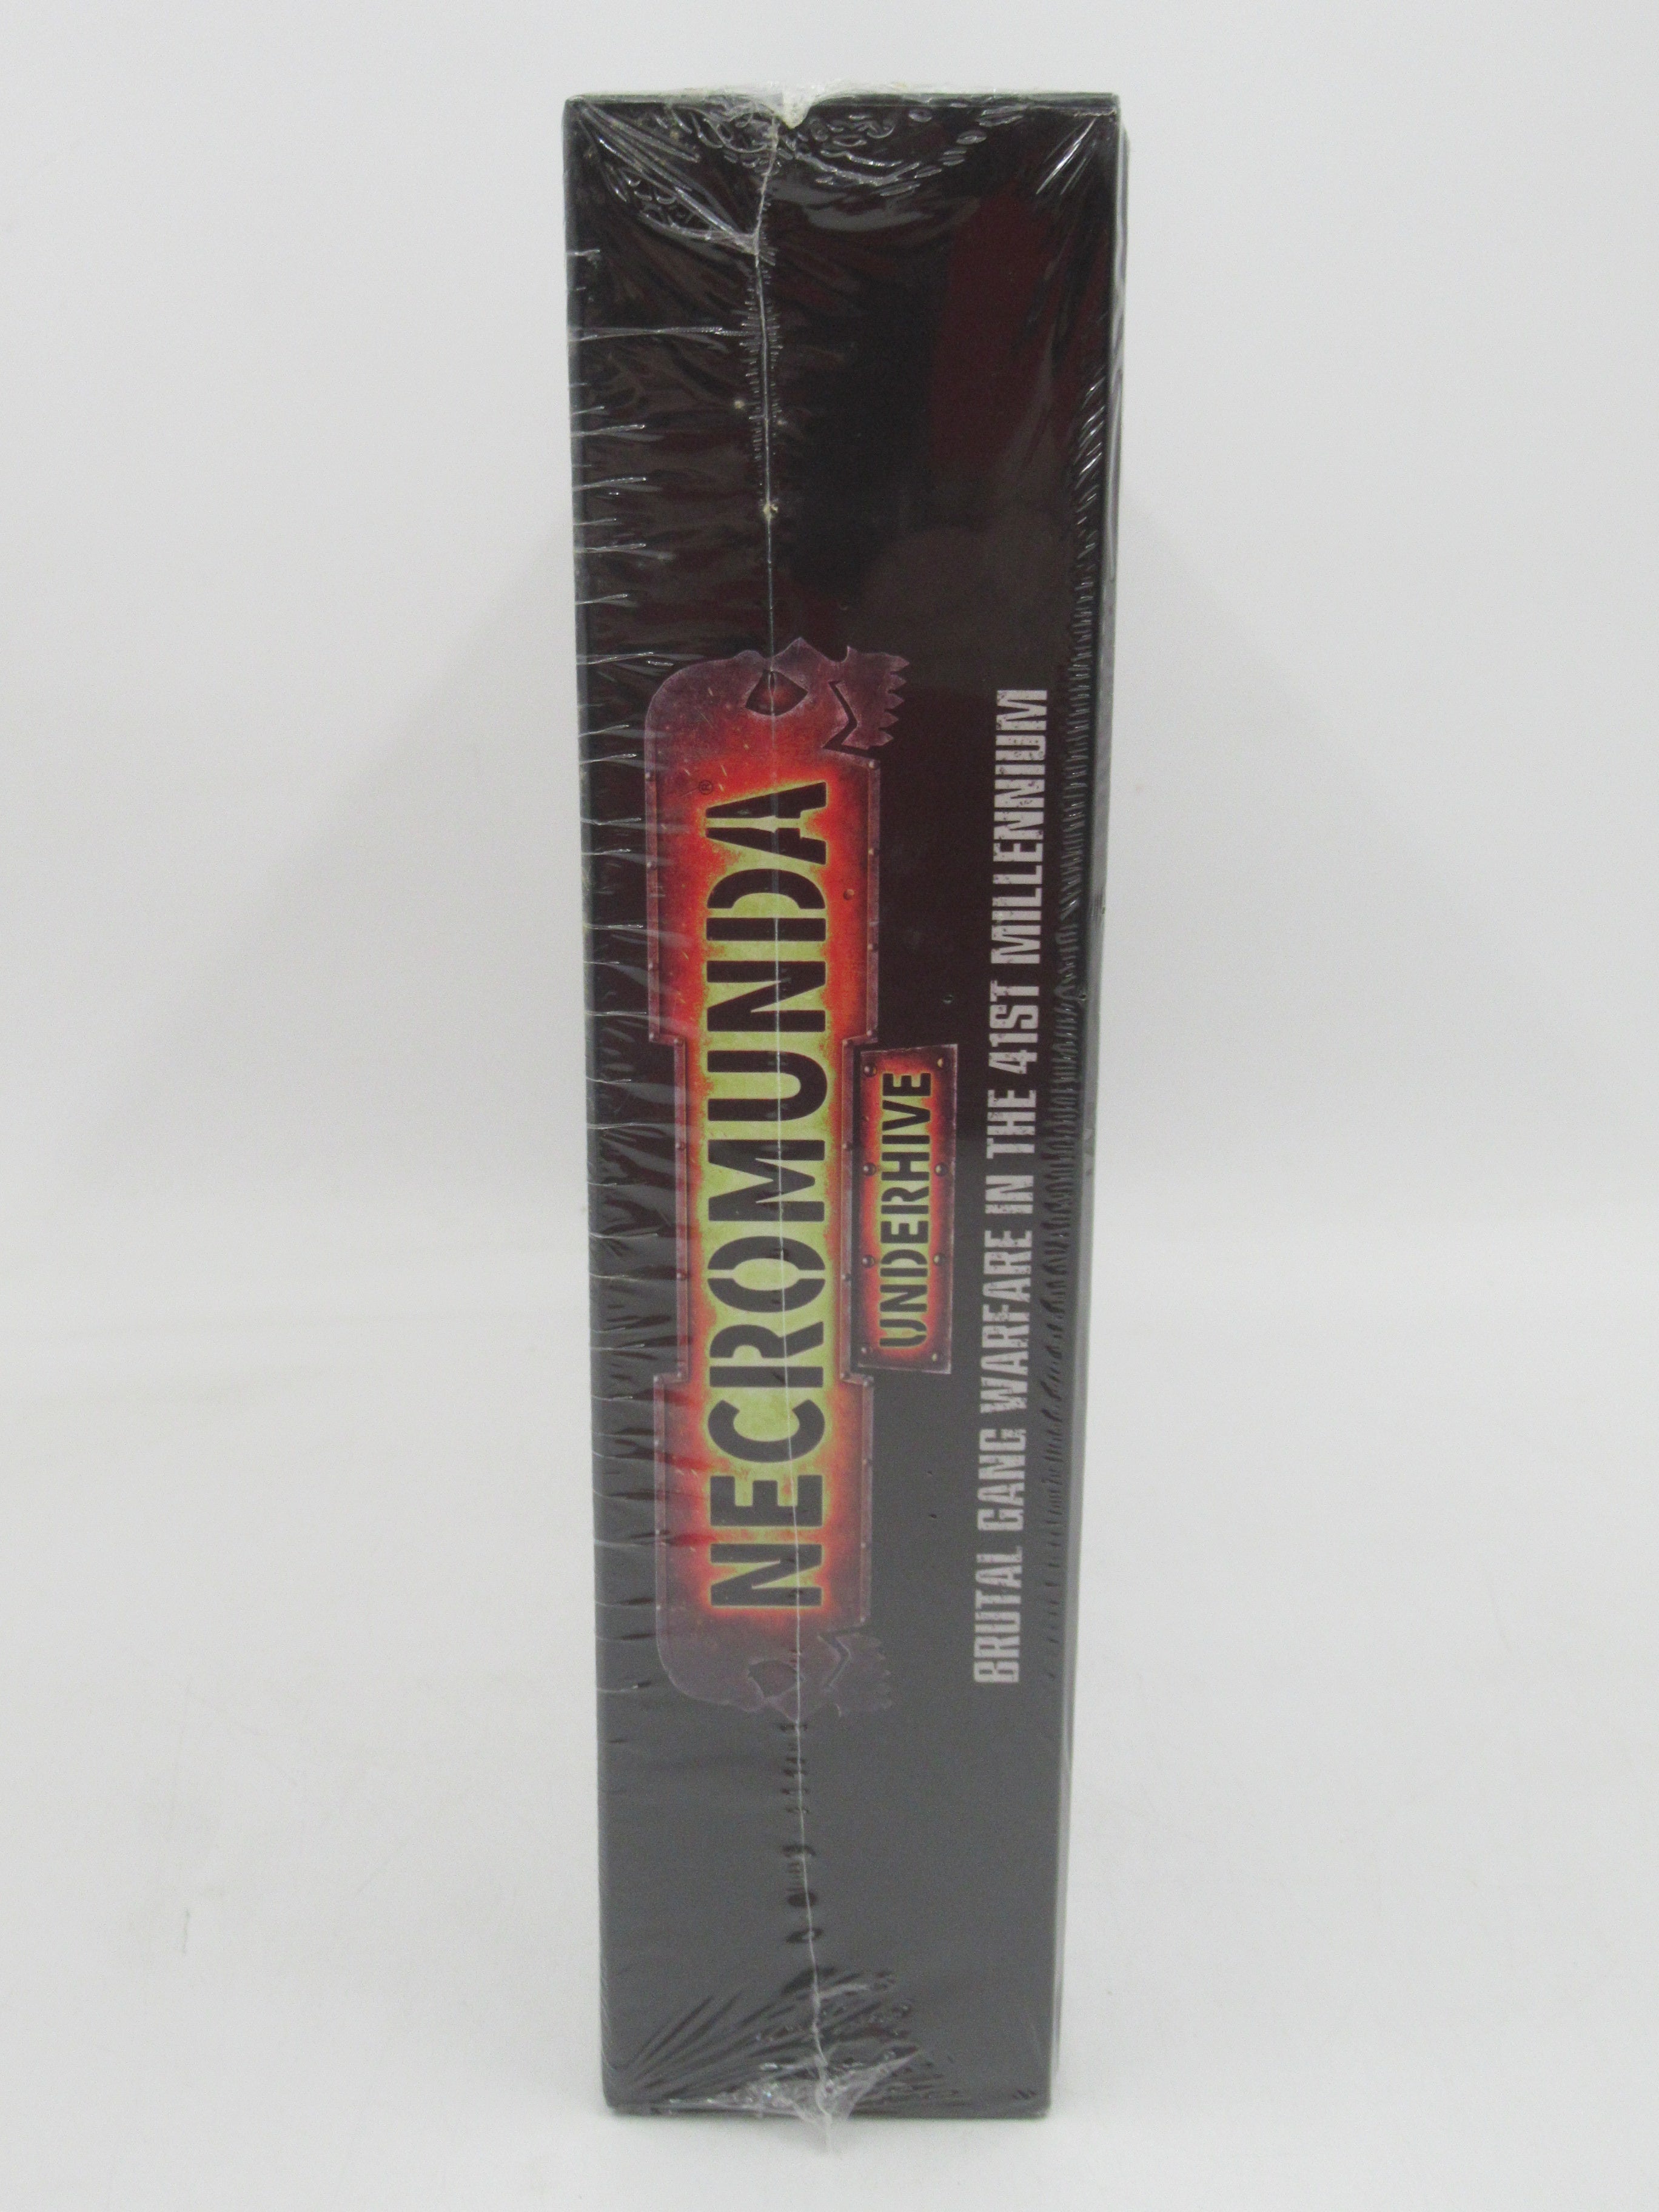 NECROMUNDA®
UNDERHIVE
BRUTAL GANG WARFARE IN THE 41ST MILLENNIUM